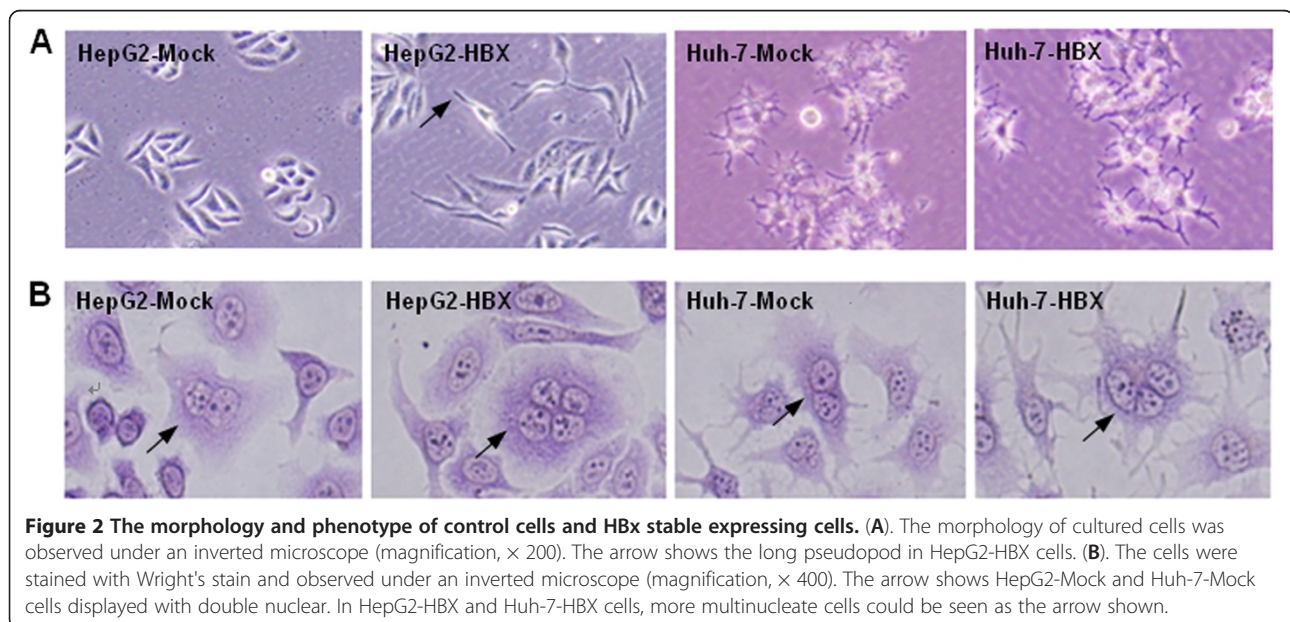 A HepG2-Mock HepG2-HBX Huh-7-Mock Huh-7-HBX
B HepG2-Mock HepG2-HBX Huh-7-Mock Huh-7-HBX
Figure 2 The morphology and phenotype of control cells and HBx stable expressing cells. (A). The morphology of cultured cells was
observed under an inverted microscope (magnification, × 200). The arrow shows the long pseudopod in HepG2-HBX cells. (B). The cells were
stained with Wright's stain and observed under an inverted microscope (magnification, × 400). The arrow shows HepG2-Mock and Huh-7-Mock
cells displayed with double nuclear. In HepG2-HBX and Huh-7-HBX cells, more multinucleate cells could be seen as the arrow shown.